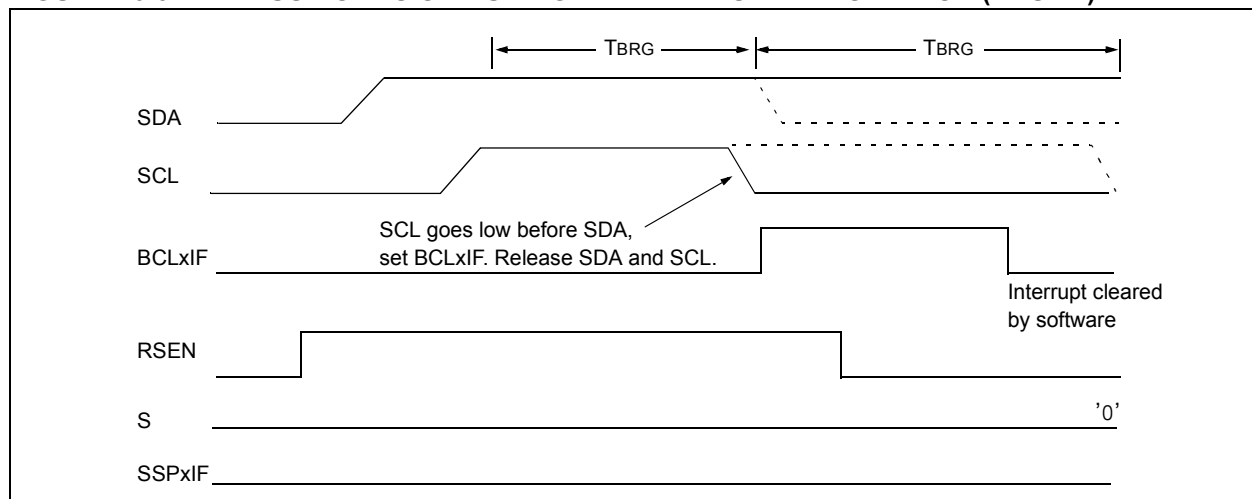 TBRG TBRG
SDA
SCL
SCL goes low before SDA,
set BCLxIF. Release SDA and SCL.
BCLxIF
Interrupt cleared
by software
RSEN
S '0'
SSPxIF